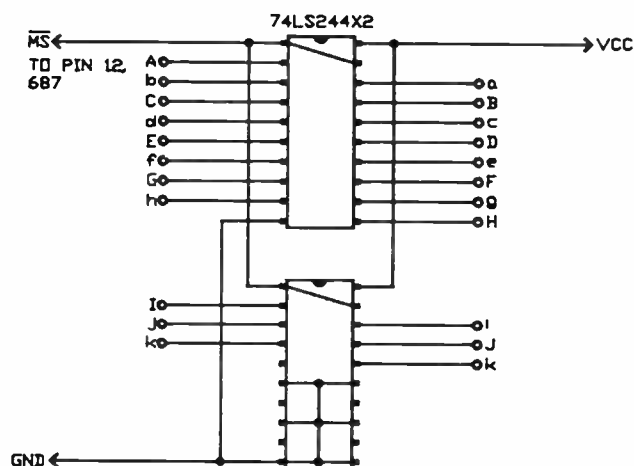 74LS244X2
MS VCC
TO PIN 12,
687
A
b a
C B
d c
E D
f e
G F
h g
H
I
J i
k J
k
GND